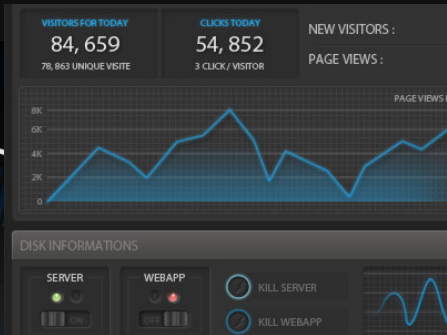 VISITORS FOR TODAY
84, 659
78, 863 UNIQUE VISITE
CLICKS TODAY
54, 852
3 CLICK / VISITOR
NEW VISITORS :
PAGE VIEWS :
PAGE VIEWS
8K
6K
4K
2K
0
DISK INFORMATIONS
SERVER
ON
WEBAPP
OFF
KILL SERVER
KILL WEBAPP